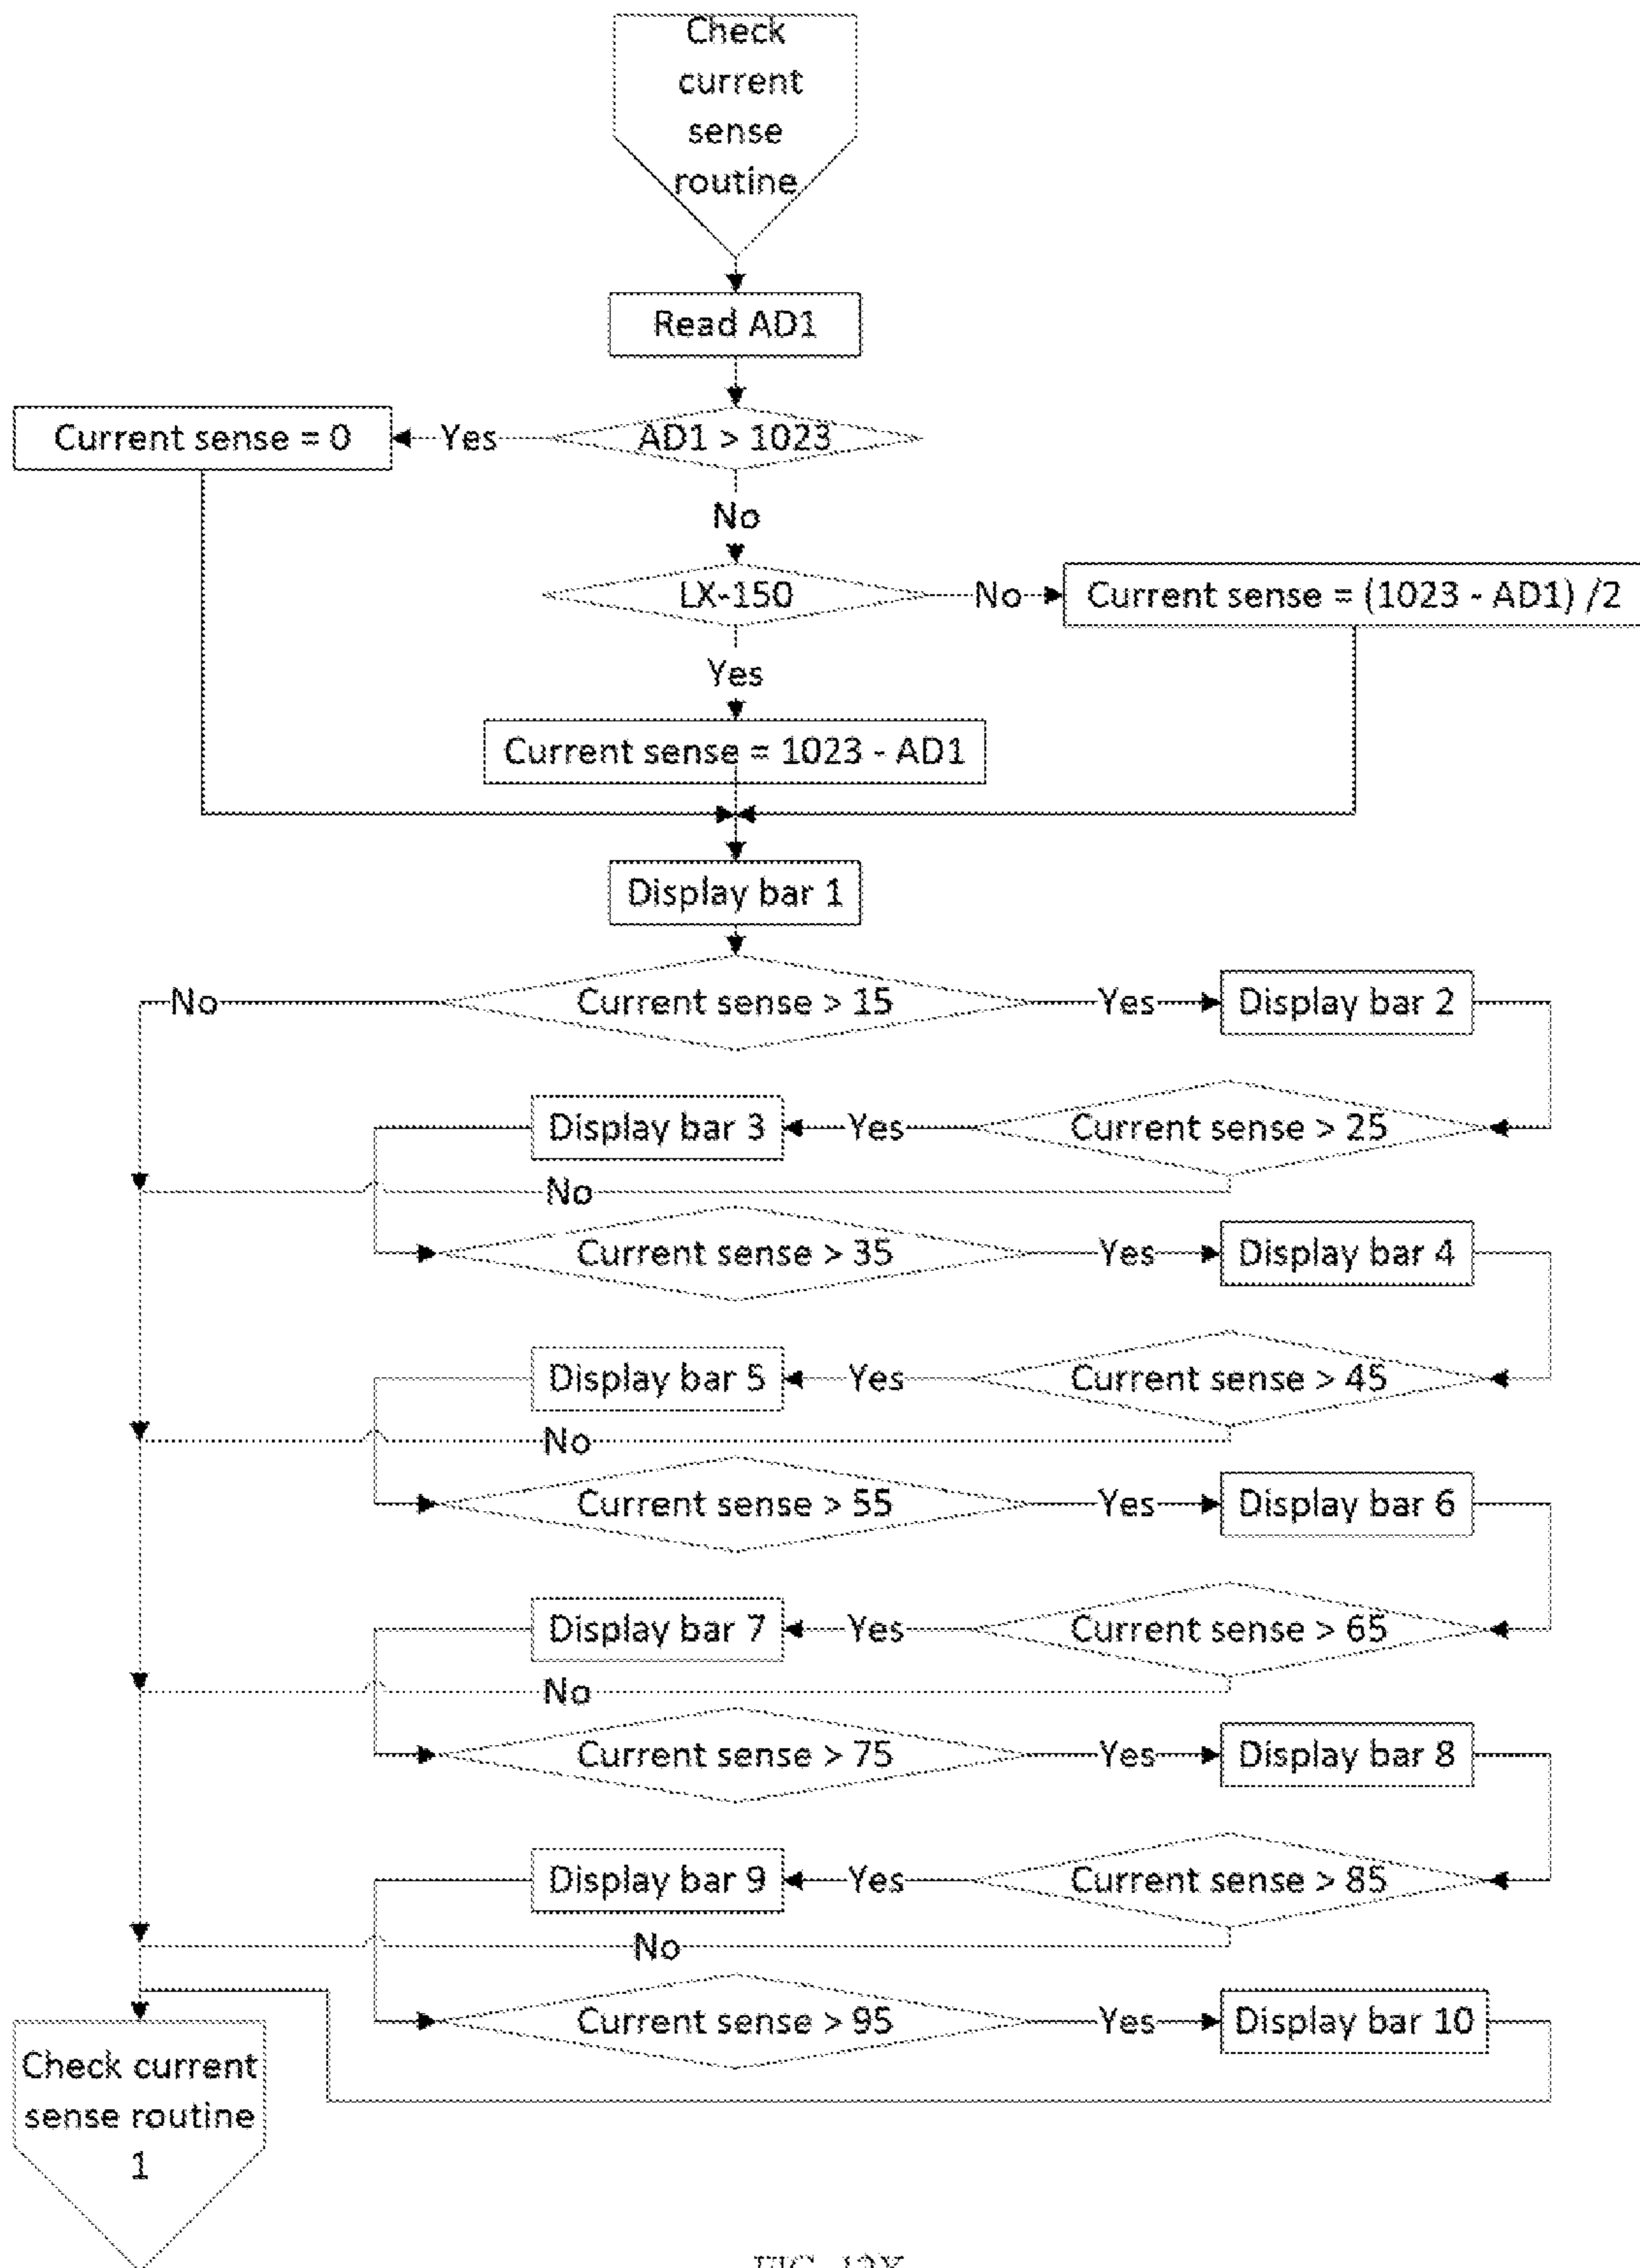 Check
current
sense
routine
Read AD1
Current sense = 0
Yes
AD1 > 1023
No
LX-150
No
Current sense = (1023 - AD1) /2
Yes
Current sense = 1023 - AD1
Display bar 1
No
Current sense > 15
Yes
Display bar 2
Display bar 3
Yes
Current sense > 25
No
Current sense > 35
Yes
Display bar 4
Display bar 5
Yes
Current sense > 45
No
Current sense > 55
Yes
Display bar 6
Display bar 7
Yes
Current sense > 65
No
Current sense > 75
Yes
Display bar 8
Display bar 9
Yes
Current sense > 85
No
Current sense > 95
Yes
Display bar 10
Check current
sense routine
1